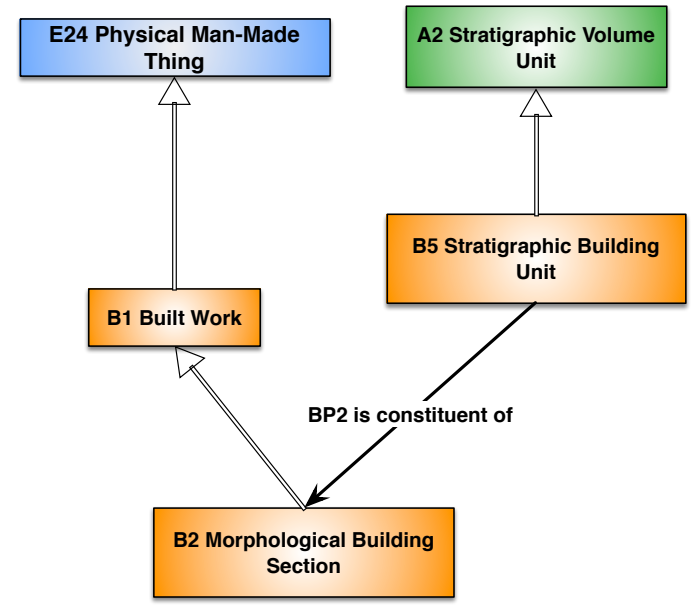 E24 Physical Man-Made
Thing
A2 Stratigraphic Volume
Unit
B5 Stratigraphic Building
Unit
B1 Built Work
BP2 is constituent of
B2 Morphological Building
Section